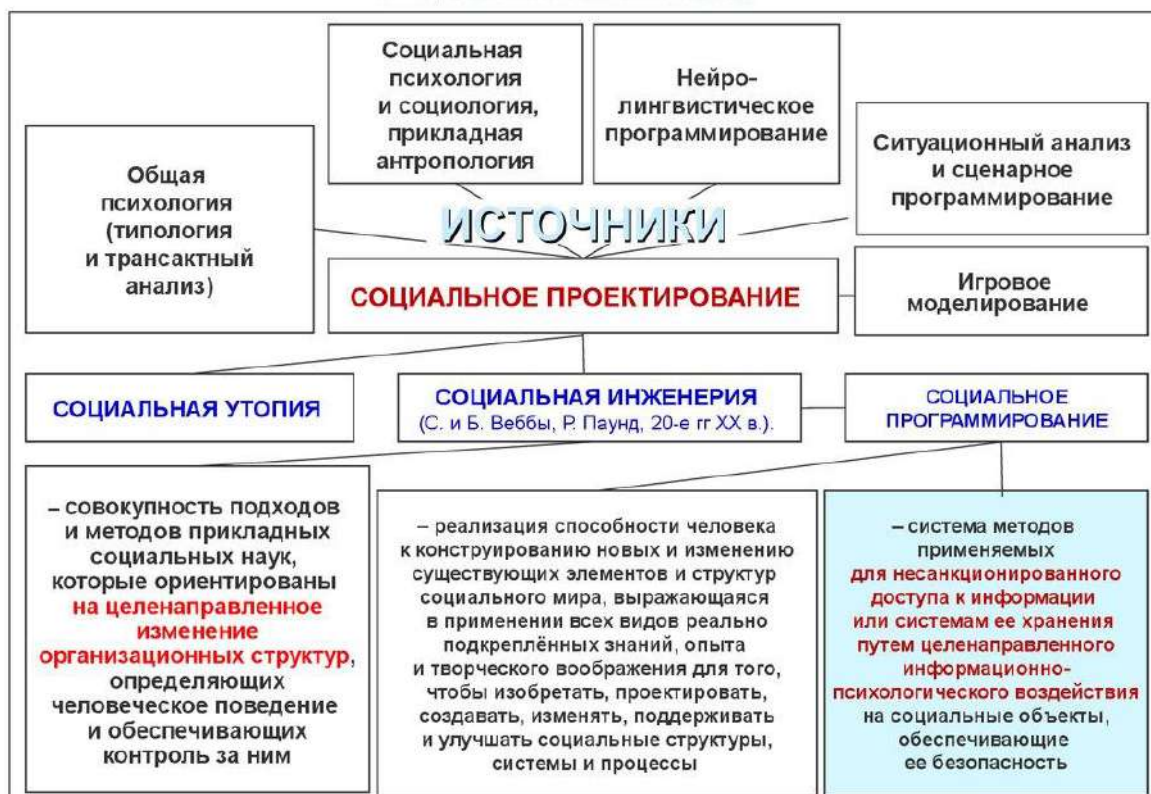 Социальная
психология
и социология,
прикладная
антропология
Нейро-
лингвистическое
программирование
Общая
психология
(типология
и трансактный
анализ)
Ситуационный анализ
и сценарное
программирование
ИСТОЧНИКИ
СОЦИАЛЬНОЕ ПРОЕКТИРОВАНИЕ
Игровое
моделирование
СОЦИАЛЬНАЯ УТОПИЯ
СОЦИАЛЬНАЯ ИНЖЕНЕРИЯ
(С. и Б. Веббы, Р. Паунд, 20-е гг XX в.).
СОЦИАЛЬНОЕ
ПРОГРАММИРОВАНИЕ
– совокупность подходов
и методов прикладных
социальных наук,
которые ориентированы
на целенаправленное
изменение
организационных структур,
определяющих
человеческое поведение
и обеспечивающих
контроль за ним
– реализация способности человека
к конструированию новых и изменению
существующих элементов и структур
социального мира, выражающаяся
в применении всех видов реально
подкреплённых знаний, опыта
и творческого воображения для того,
чтобы изобретать, проектировать,
создавать, изменять, поддерживать
и улучшать социальные структуры,
системы и процессы
– система методов
применяемых
для несанкционированного
доступа к информации
или системам ее хранения
путем целенаправленного
информационно-
психологического воздействия
на социальные объекты,
обеспечивающие
ее безопасность